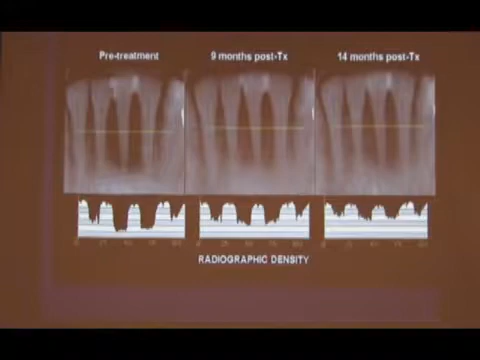 Pre-treatment 9 months post-Tx 14 months post-Tx
RADIOGRAPHIC DENSITY